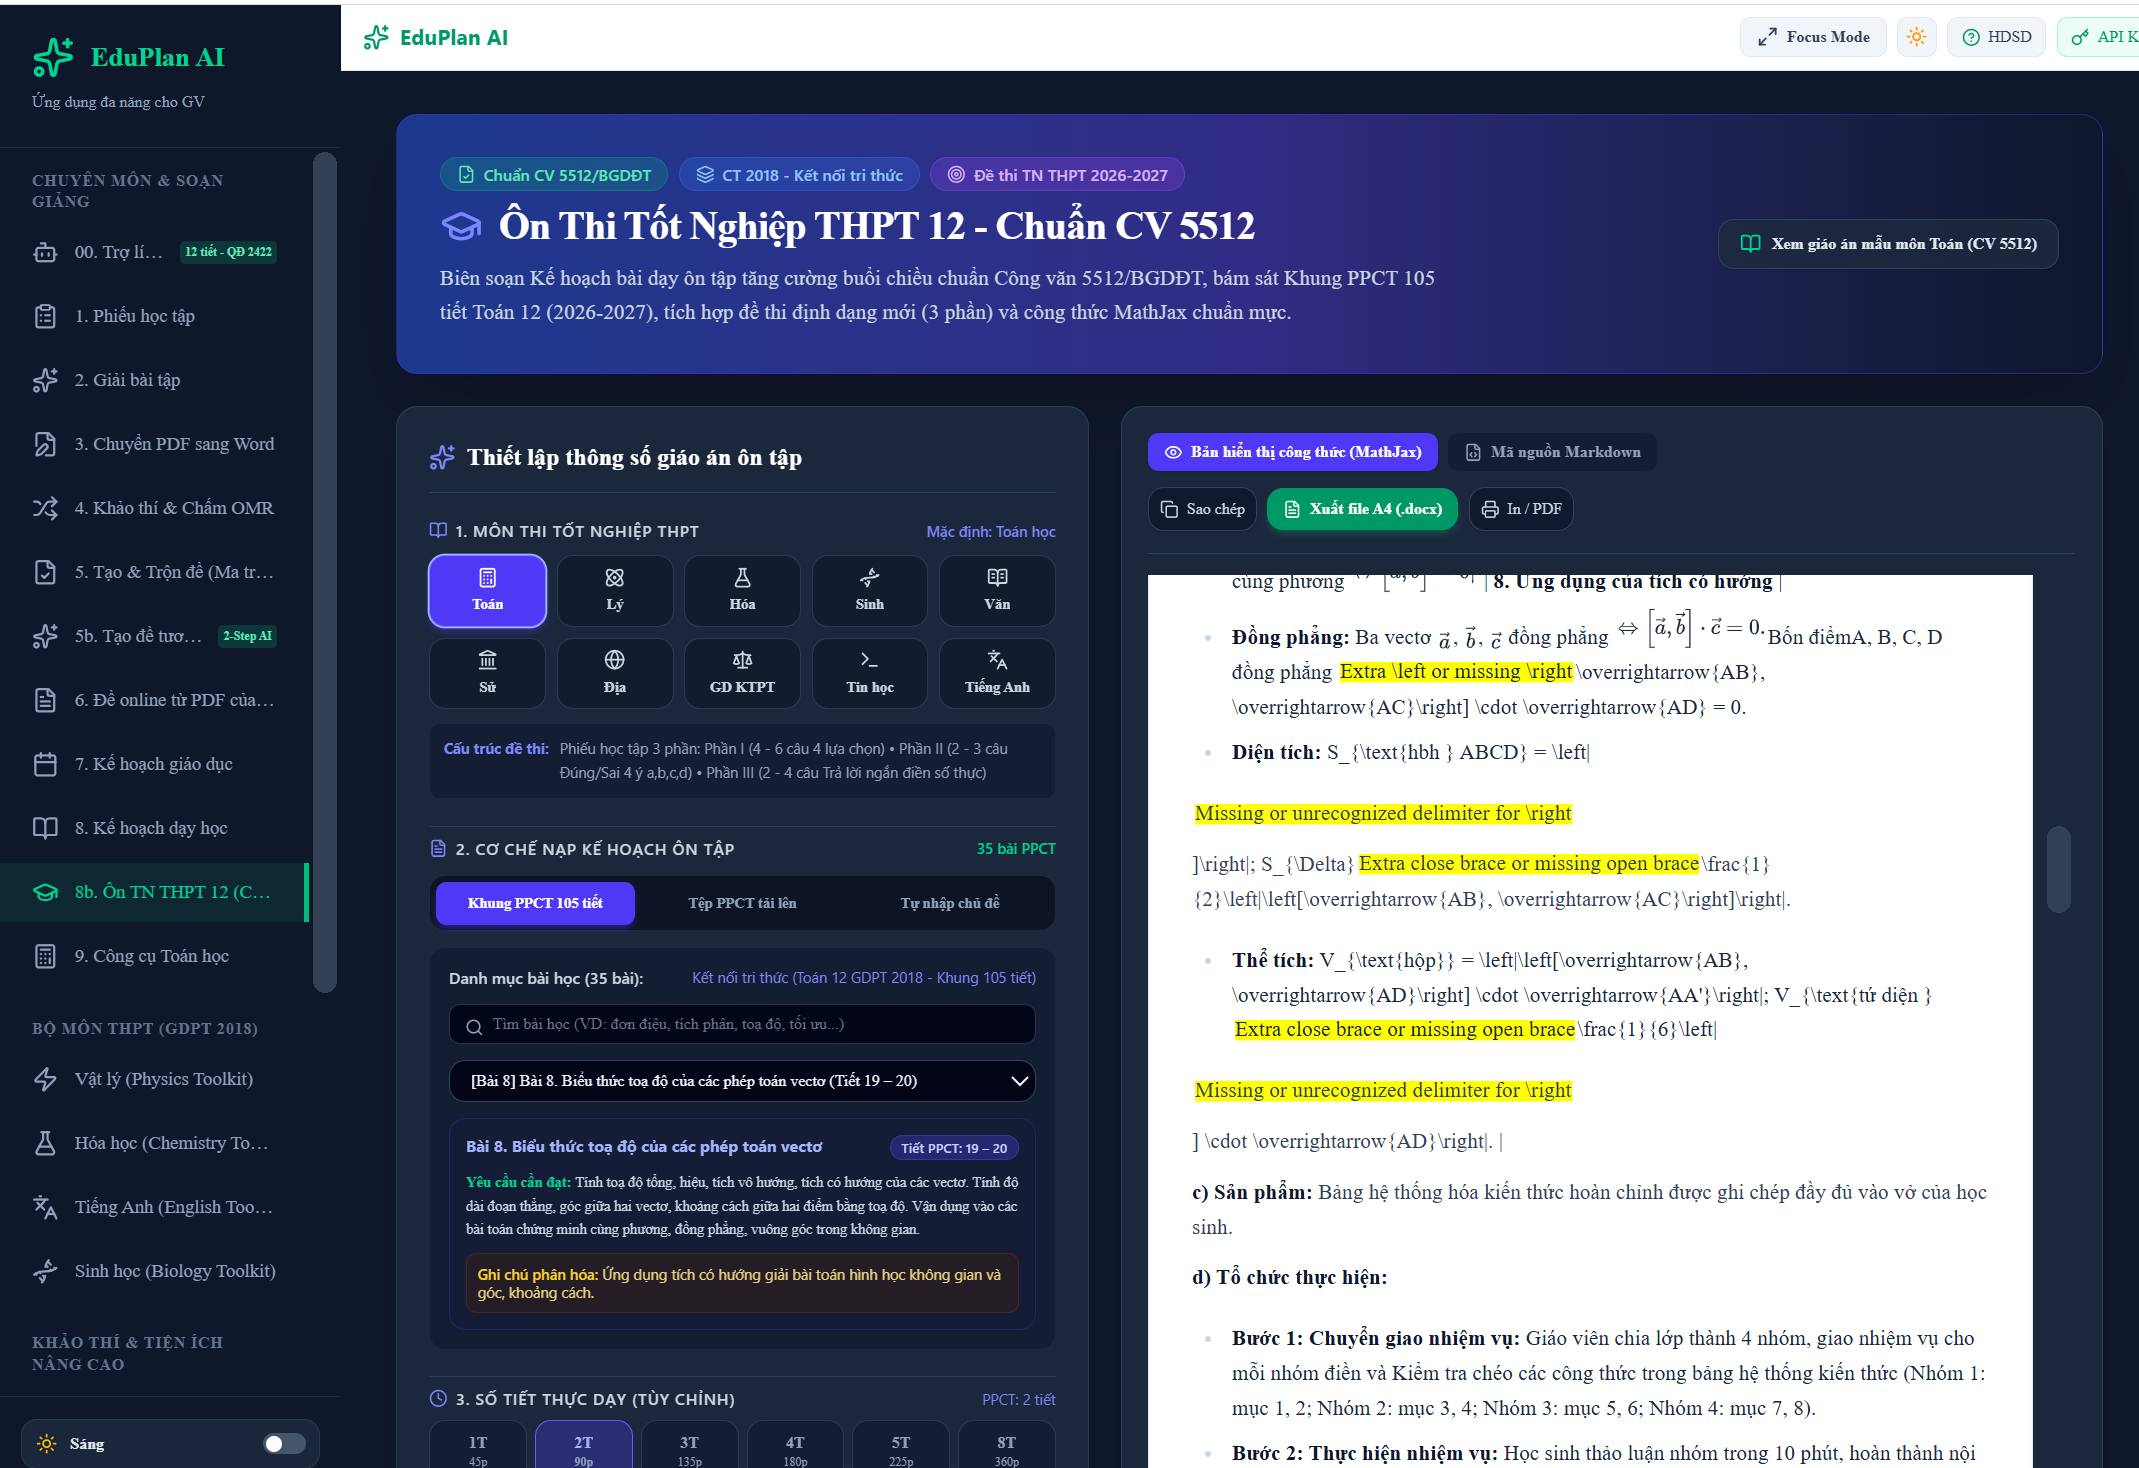 EduPlan AI
Ứng dụng đa năng cho GV
CHUYÊN MÔN & SOẠN
GIẢNG
00. Trợ lí… 12 tiết - QĐ 2422
1. Phiếu học tập
2. Giải bài tập
3. Chuyển PDF sang Word
4. Khảo thí & Chấm OMR
5. Tạo & Trộn đề (Ma tr…
5b. Tạo đề tươ… 2-Step AI
6. Đề online từ PDF của…
7. Kế hoạch giáo dục
8. Kế hoạch dạy học
8b. Ôn TN THPT 12 (C…
9. Công cụ Toán học
BỘ MÔN THPT (GDPT 2018)
Vật lý (Physics Toolkit)
Hóa học (Chemistry To…
Tiếng Anh (English Too…
Sinh học (Biology Toolkit)
KHẢO THÍ & TIỆN ÍCH
NÂNG CAO
Sáng
EduPlan AI
Focus Mode
HDSD
API K
Chuẩn CV 5512/BGDĐT
CT 2018 - Kết nối tri thức
Đề thi TN THPT 2026-2027
Ôn Thi Tốt Nghiệp THPT 12 - Chuẩn CV 5512
Biên soạn Kế hoạch bài dạy ôn tập tăng cường buổi chiều chuẩn Công văn 5512/BGDĐT, bám sát Khung PPCT 105
tiết Toán 12 (2026-2027), tích hợp đề thi định dạng mới (3 phần) và công thức MathJax chuẩn mực.
Xem giáo án mẫu môn Toán (CV 5512)
Thiết lập thông số giáo án ôn tập
1. MÔN THI TỐT NGHIỆP THPT
Mặc định: Toán học
Toán
Lý
Hóa
Sinh
Văn
Sử
Địa
GD KTPT
Tin học
Tiếng Anh
Cấu trúc đề thi: Phiếu học tập 3 phần: Phần I (4 - 6 câu 4 lựa chọn) • Phần II (2 - 3 câu
Đúng/Sai 4 ý a,b,c,d) • Phần III (2 - 4 câu Trả lời ngắn điền số thực)
2. CƠ CHẾ NẠP KẾ HOẠCH ÔN TẬP
35 bài PPCT
Khung PPCT 105 tiết
Tệp PPCT tải lên
Tự nhập chủ đề
Danh mục bài học (35 bài):
Kết nối tri thức (Toán 12 GDPT 2018 - Khung 105 tiết)
Tìm bài học (VD: đơn điệu, tích phân, toạ độ, tối ưu...)
[Bài 8] Bài 8. Biểu thức toạ độ của các phép toán vectơ (Tiết 19 – 20)
Bài 8. Biểu thức toạ độ của các phép toán vectơ
Tiết PPCT: 19 – 20
Yêu cầu cần đạt: Tính toạ độ tổng, hiệu, tích vô hướng, tích có hướng của các vectơ. Tính độ
dài đoạn thẳng, góc giữa hai vectơ, khoảng cách giữa hai điểm bằng toạ độ. Vận dụng vào các
bài toán chứng minh cùng phương, đồng phẳng, vuông góc trong không gian.
Ghi chú phân hóa: Ứng dụng tích có hướng giải bài toán hình học không gian và
góc, khoảng cách.
3. SỐ TIẾT THỰC DẠY (TÙY CHỈNH)
PPCT: 2 tiết
1T
45p
2T
90p
3T
135p
4T
180p
5T
225p
8T
360p
Bản hiển thị công thức (MathJax)
Mã nguồn Markdown
Sao chép
Xuất file A4 (.docx)
In / PDF
cùng phương | 8. Ứng dụng của tích có hướng |
Đồng phẳng: Ba vectơ a⃗, b⃗, c⃗ đồng phẳng ⇔ [a⃗, b⃗] · c⃗ = 0. Bốn điểmA, B, C, D
đồng phẳng Extra \left or missing \right\overrightarrow{AB},
\overrightarrow{AC}\right] \cdot \overrightarrow{AD} = 0.
Diện tích: S_{\text{hbh } ABCD} = \left|
Missing or unrecognized delimiter for \right
]\right|; S_{\Delta} Extra close brace or missing open brace\frac{1}
{2}\left|\left[\overrightarrow{AB}, \overrightarrow{AC}\right]\right|.
Thể tích: V_{\text{hộp}} = \left|\left[\overrightarrow{AB},
\overrightarrow{AD}\right] \cdot \overrightarrow{AA'}\right|; V_{\text{tứ diện }
Extra close brace or missing open brace\frac{1}{6}\left|
Missing or unrecognized delimiter for \right
] \cdot \overrightarrow{AD}\right|. |
c) Sản phẩm: Bảng hệ thống hóa kiến thức hoàn chỉnh được ghi chép đầy đủ vào vở của học
sinh.
d) Tổ chức thực hiện:
Bước 1: Chuyển giao nhiệm vụ: Giáo viên chia lớp thành 4 nhóm, giao nhiệm vụ cho
mỗi nhóm điền và Kiểm tra chéo các công thức trong bảng hệ thống kiến thức (Nhóm 1:
mục 1, 2; Nhóm 2: mục 3, 4; Nhóm 3: mục 5, 6; Nhóm 4: mục 7, 8).
Bước 2: Thực hiện nhiệm vụ: Học sinh thảo luận nhóm trong 10 phút, hoàn thành nội